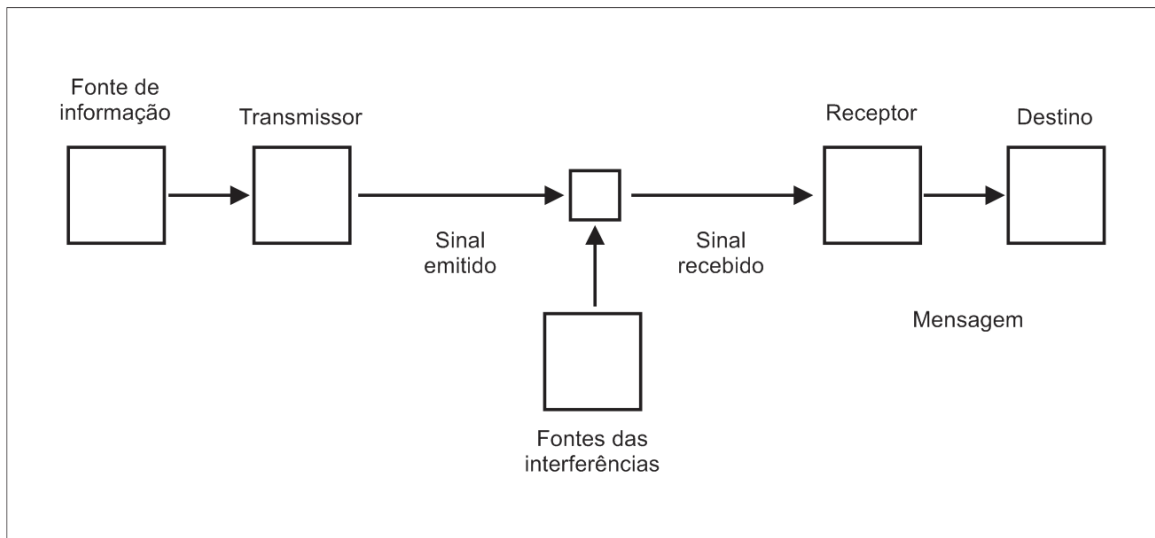 Fonte de
informação
Transmissor
Receptor
Destino
Sinal
emitido
Sinal
recebido
Mensagem
Fontes das
interferências